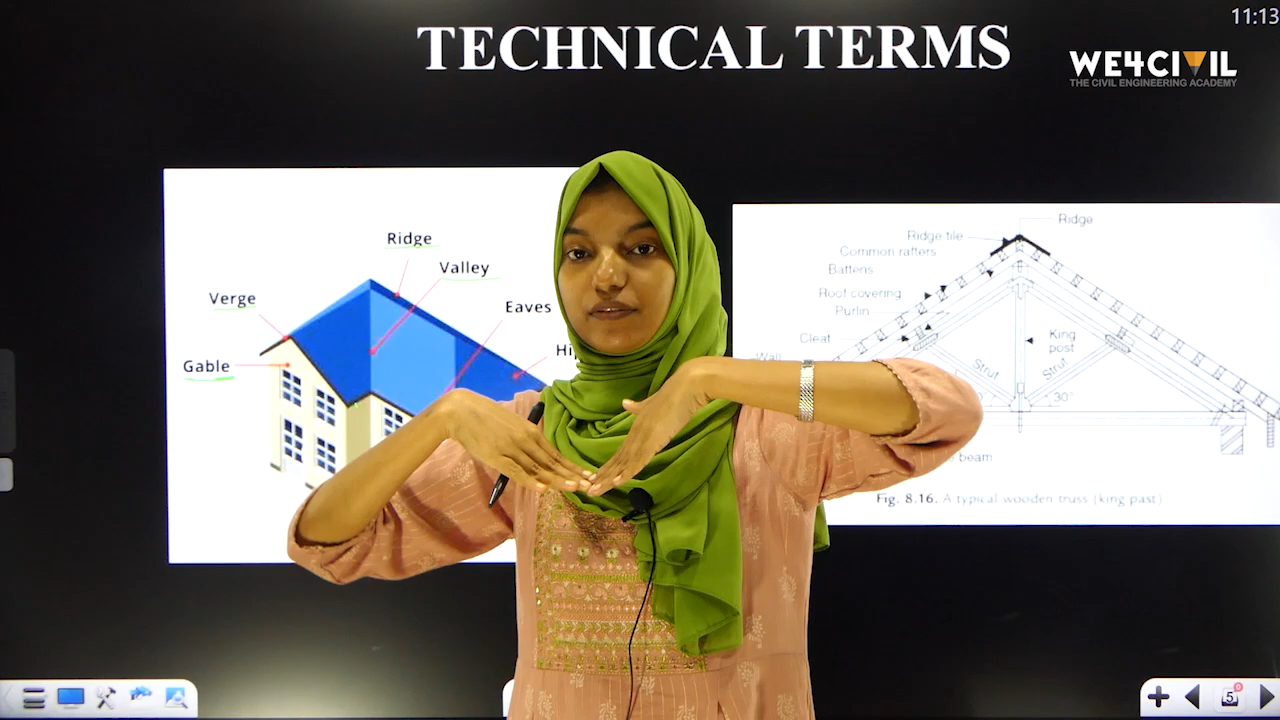 11:13
TECHNICAL TERMS
WE4CIVIL
THE CIVIL ENGINEERING ACADEMY
Ridge
Valley
Verge
Eaves
Gable
Ridge
Ridge tile
Common rafters
Battens
Roof covering
Purlin
Cleat
King
post
Wall
Strut
Strut
30°
beam
Fig. 8.16. A typical wooden truss (king past)
5